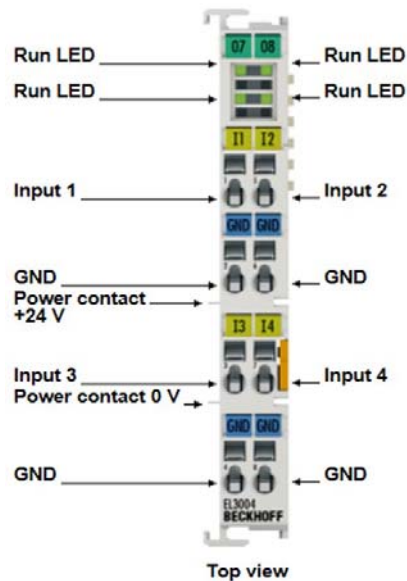 07 08
Run LED Run LED
Run LED Run LED
I1 I2
Input 1 Input 2
GND GND
GND GND
Power contact
+24 V
I3 I4
Input 3 Input 4
Power contact 0 V
GND GND
GND GND
EL3004
BECKHOFF
Top view